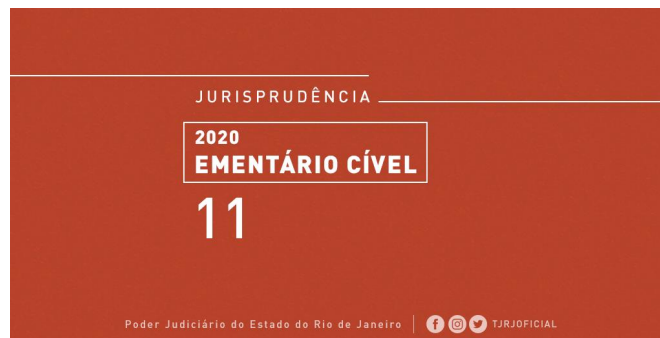 JURISPRUDÊNCIA
2020
EMENTÁRIO CÍVEL
11
Poder Judiciário do Estado do Rio de Janeiro TJRJOFICIAL